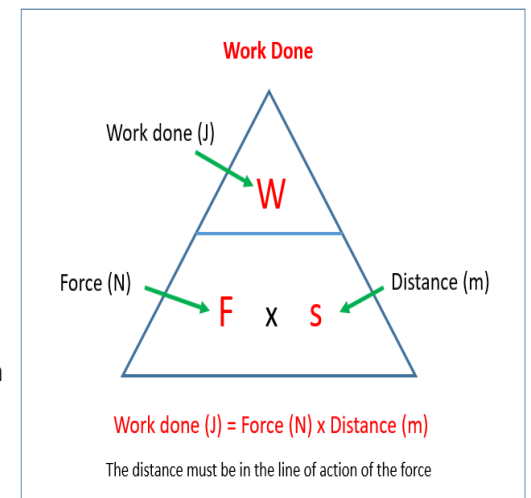 Work Done
Work done (J)
W
Force (N)
Distance (m)
F x s
Work done (J) = Force (N) x Distance (m)
The distance must be in the line of action of the force